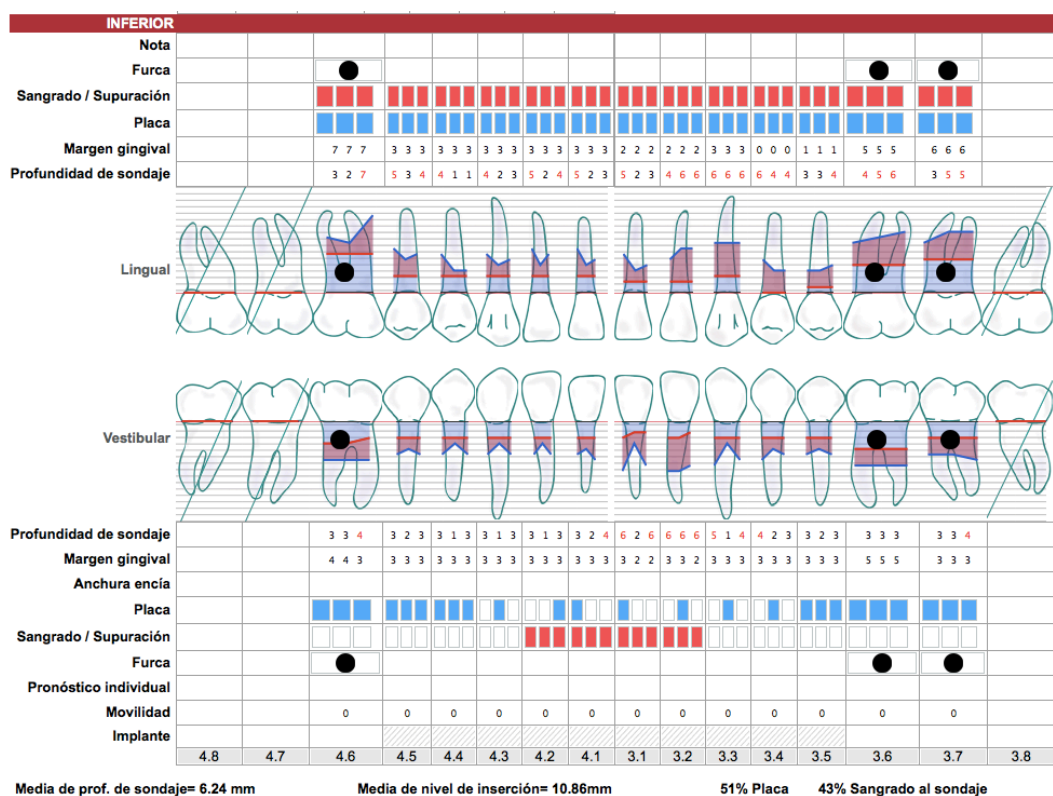 INFERIOR
Nota
Furca
Sangrado / Supuración
Placa
Margen gingival 7 7 7 3 3 3 3 3 3 3 3 3 3 3 3 3 3 3 2 2 2 2 2 2 3 3 3 0 0 0 1 1 1 5 5 5 6 6 6
Profundidad de sondaje 3 2 7 5 3 4 4 1 1 4 2 3 5 2 4 5 2 3 5 2 3 4 6 6 6 6 6 6 4 4 3 3 4 4 5 6 3 5 5
Lingual
Vestibular
Profundidad de sondaje 3 3 4 3 2 3 3 1 3 3 1 3 3 1 3 3 2 4 6 2 6 6 6 6 5 1 4 4 2 3 3 2 3 3 3 3 3 3 4
Margen gingival 4 4 3 3 3 3 3 3 3 3 3 3 3 3 3 3 3 3 3 2 2 3 3 2 3 3 3 3 3 3 3 3 3 5 5 5 3 3 3
Anchura encía
Placa
Sangrado / Supuración
Furca
Pronóstico individual
Movilidad 0 0 0 0 0 0 0 0 0 0 0 0 0
Implante
4.8 4.7 4.6 4.5 4.4 4.3 4.2 4.1 3.1 3.2 3.3 3.4 3.5 3.6 3.7 3.8
Media de prof. de sondaje= 6.24 mm Media de nivel de inserción= 10.86mm 51% Placa 43% Sangrado al sondaje